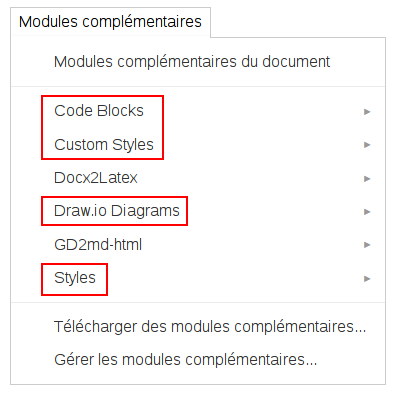 Modules complémentaires
Modules complémentaires du document
Code Blocks
Custom Styles
Docx2Latex
Draw.io Diagrams
GD2md-html
Styles
Télécharger des modules complémentaires...
Gérer les modules complémentaires...